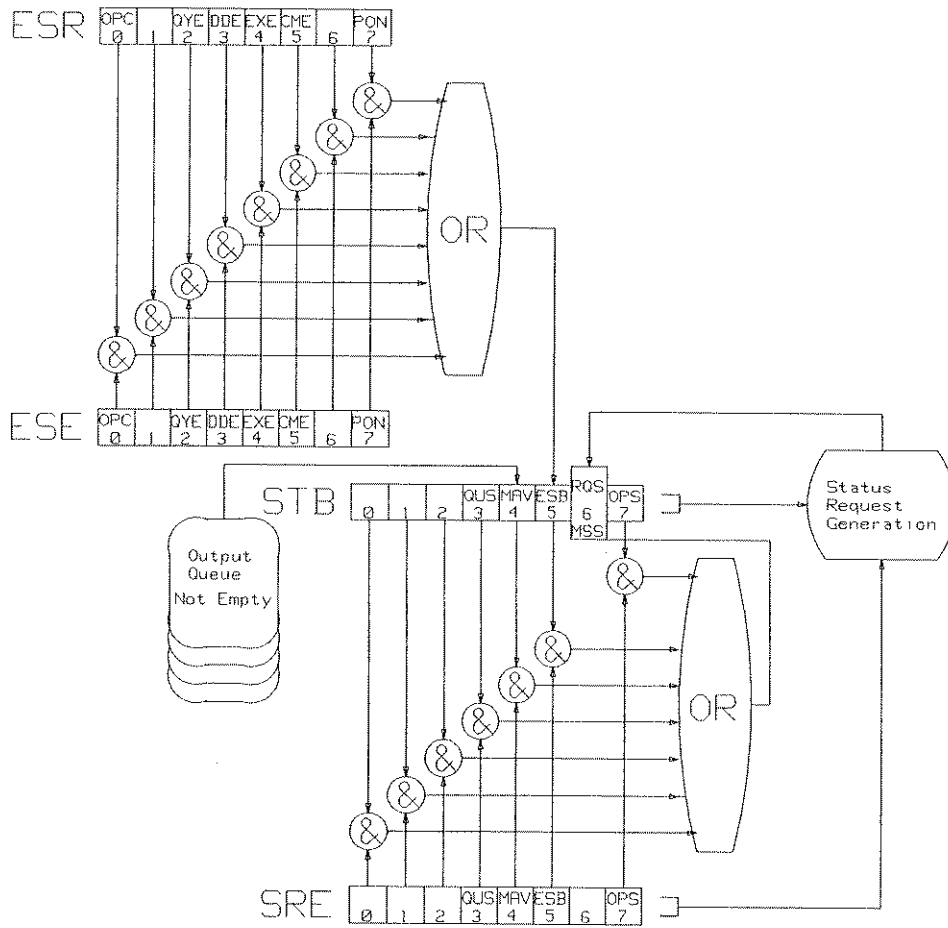 ESR OPC QYE DDE EXE CME PON
0 1 2 3 4 5 6 7
&
&
&
&
&
&
&
&
OR
ESE OPC QYE DDE EXE CME PON
0 1 2 3 4 5 6 7
STB QUS MAV ESB RQS OPS
0 1 2 3 4 5 6 7
MSS
Status
Request
Generation
Output
Queue
Not Empty
&
&
&
&
&
&
&
OR
SRE QUS MAV ESB OPS
0 1 2 3 4 5 6 7